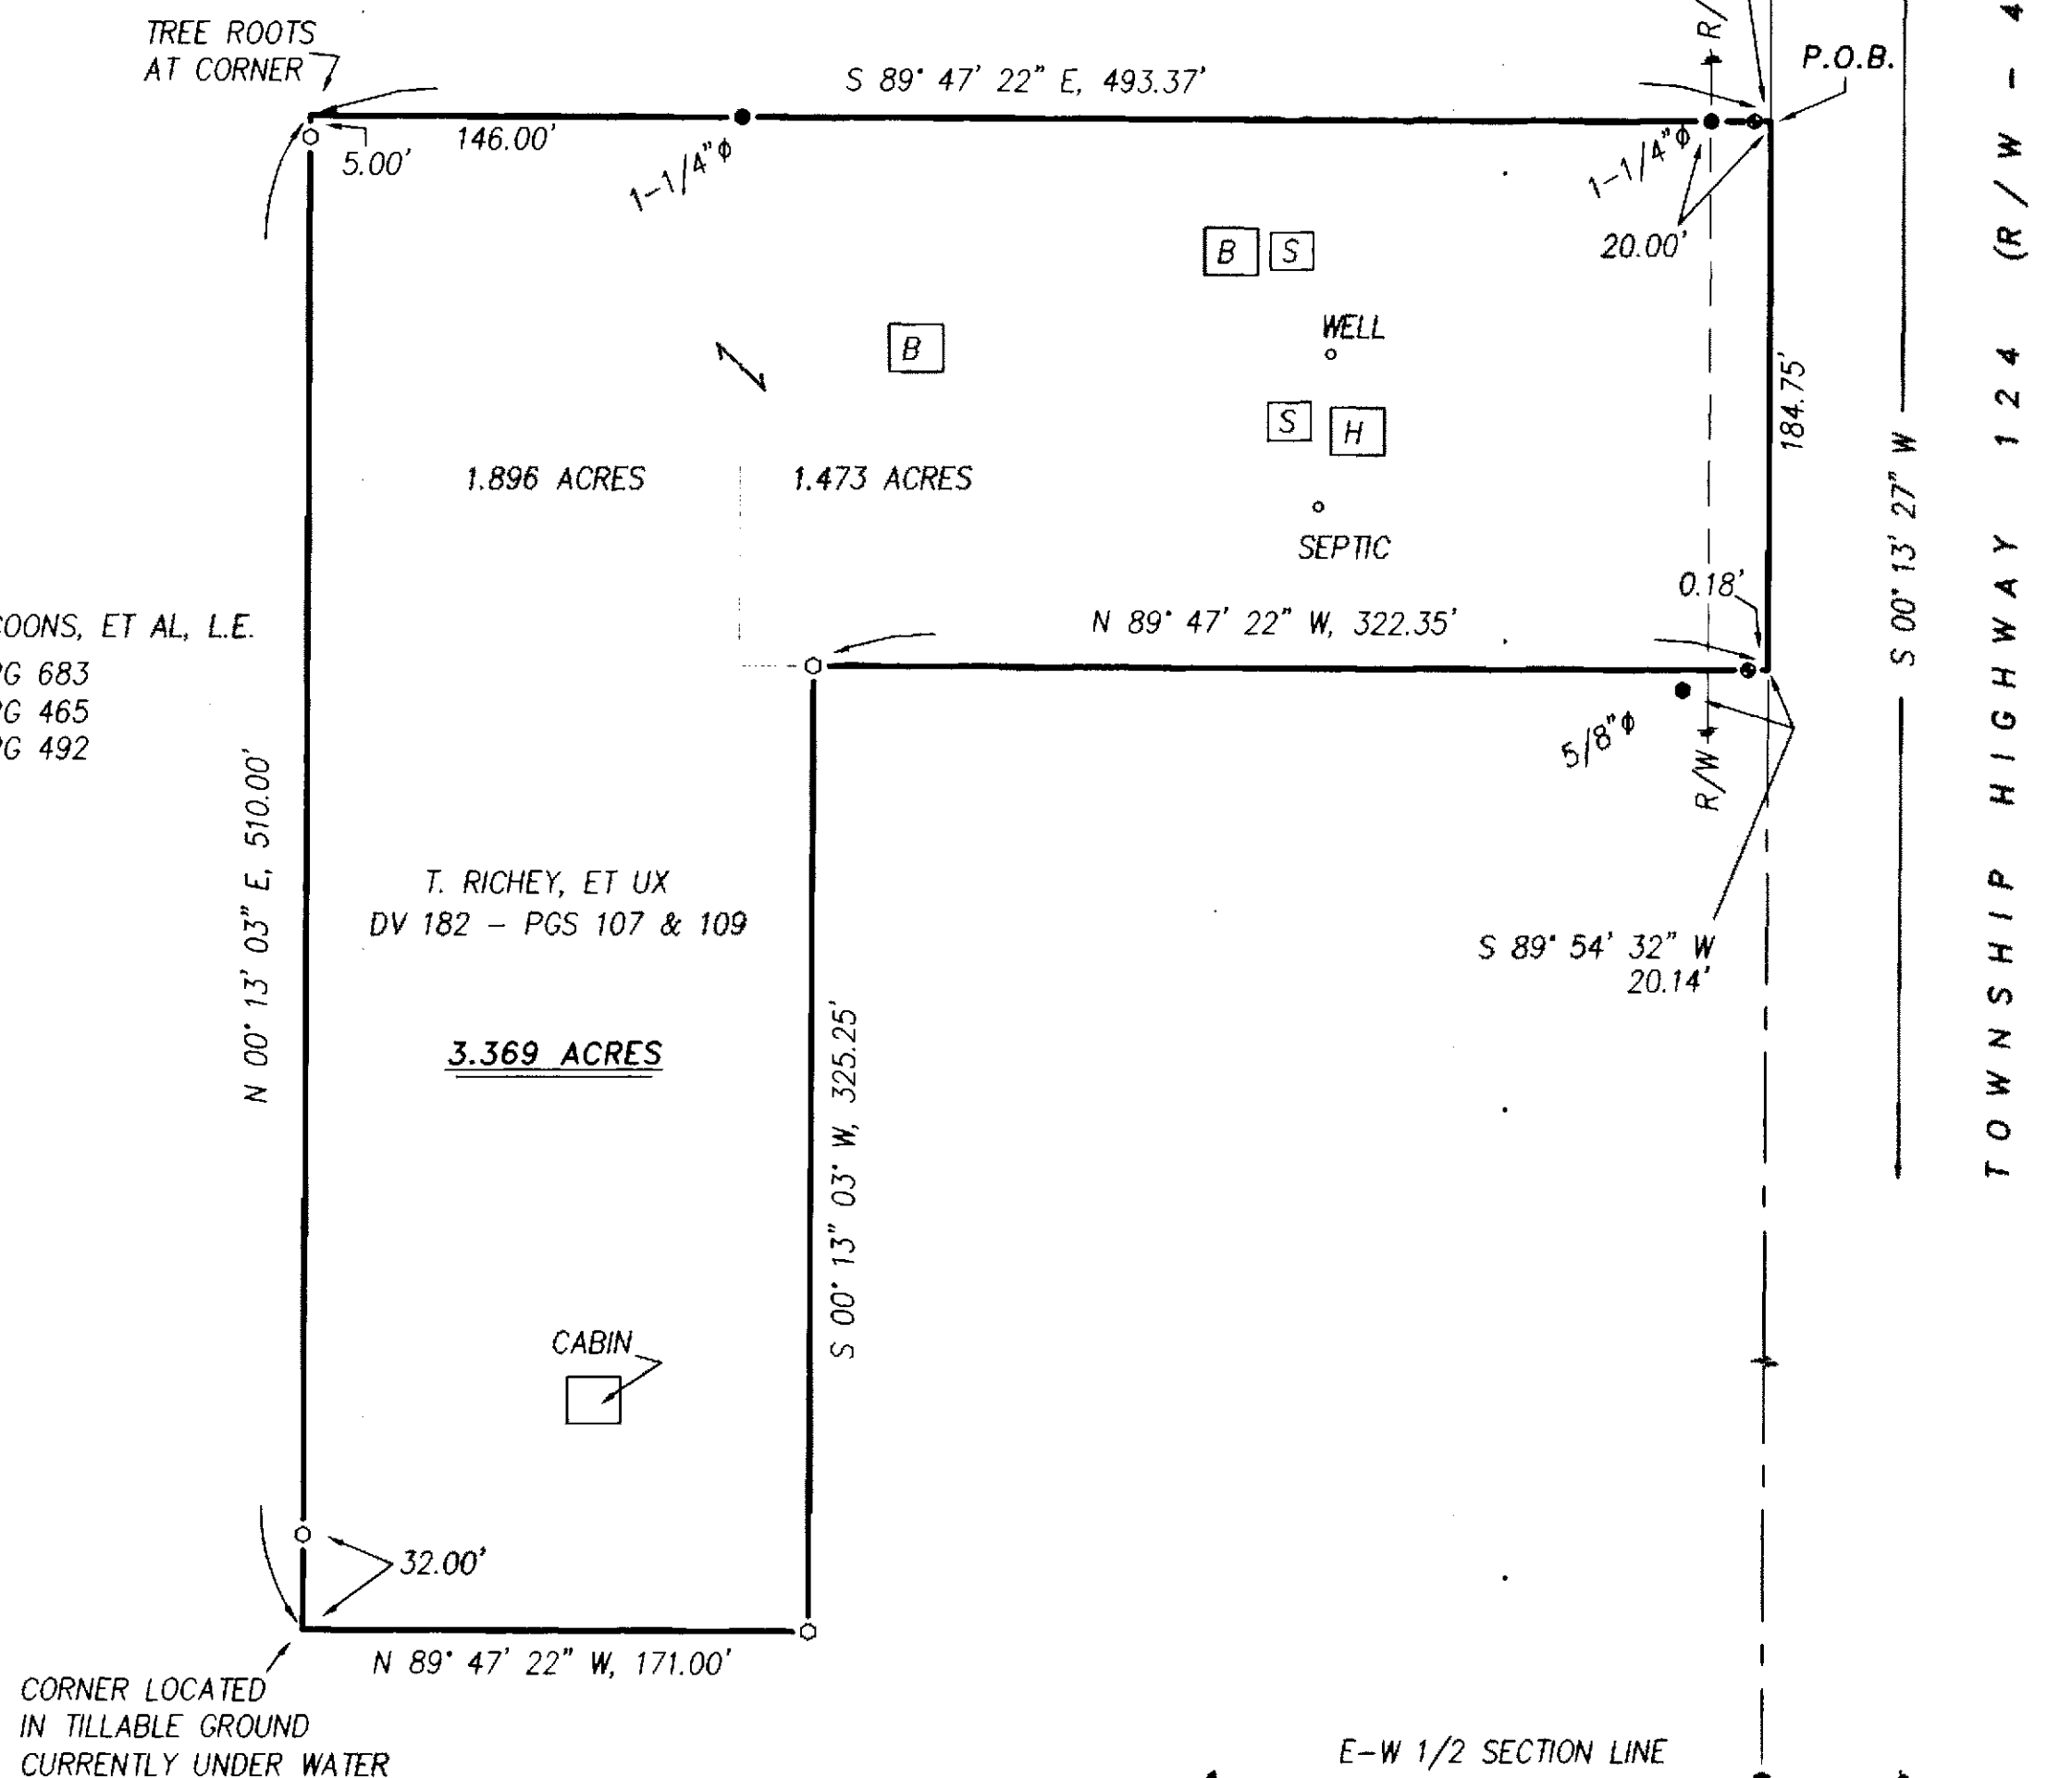 TREE ROOTS
AT CORNER
S 89° 47' 22" E, 493.37'
R/
P.O.B.
5.00'
146.00'
1-1/4"ϕ
1-1/4"ϕ
20.00'
B
S
WELL
B
S
H
184.75'
1.896 ACRES
1.473 ACRES
SEPTIC
0.18'
N 89° 47' 22" W, 322.35'
S 00° 13' 27" W
TOWNSHIP HIGHWAY 124 (R/W - 4
COONS, ET AL, L.E.
PG 683
PG 465
PG 492
5/8"ϕ
R/W
N 00° 13' 03" E, 510.00'
T. RICHEY, ET UX
DV 182 – PGS 107 & 109
S 89° 54' 32" W
20.14'
3.369 ACRES
S 00° 13" 03" W, 325.25'
CABIN
32.00'
N 89° 47' 22" W, 171.00'
CORNER LOCATED
IN TILLABLE GROUND
CURRENTLY UNDER WATER
E-W 1/2 SECTION LINE